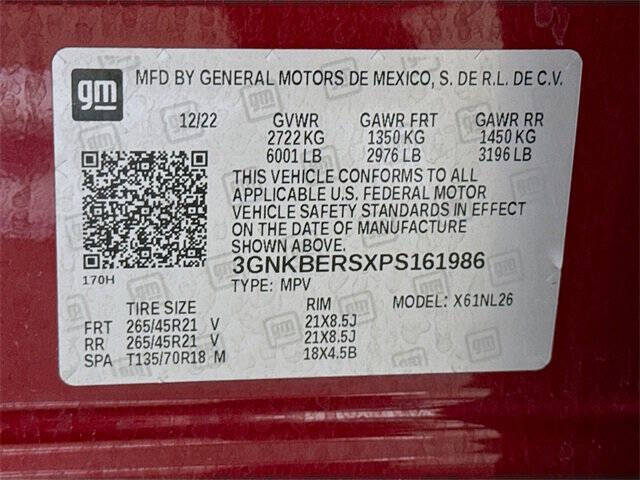 gm
MFD BY GENERAL MOTORS DE MEXICO, S. DE R.L. DE C.V.
12/22 GVWR GAWR FRT GAWR RR
2722 KG 1350 KG 1450 KG
6001 LB 2976 LB 3196 LB
THIS VEHICLE CONFORMS TO ALL
APPLICABLE U.S. FEDERAL MOTOR
VEHICLE SAFETY STANDARDS IN EFFECT
ON THE DATE OF MANUFACTURE
SHOWN ABOVE.
170H
3GNKBERSXPS161986
TYPE: MPV MODEL: X61NL26
TIRE SIZE RIM
FRT 265/45R21 V 21X8.5J
RR 265/45R21 V 21X8.5J
SPA T135/70R18 M 18X4.5B